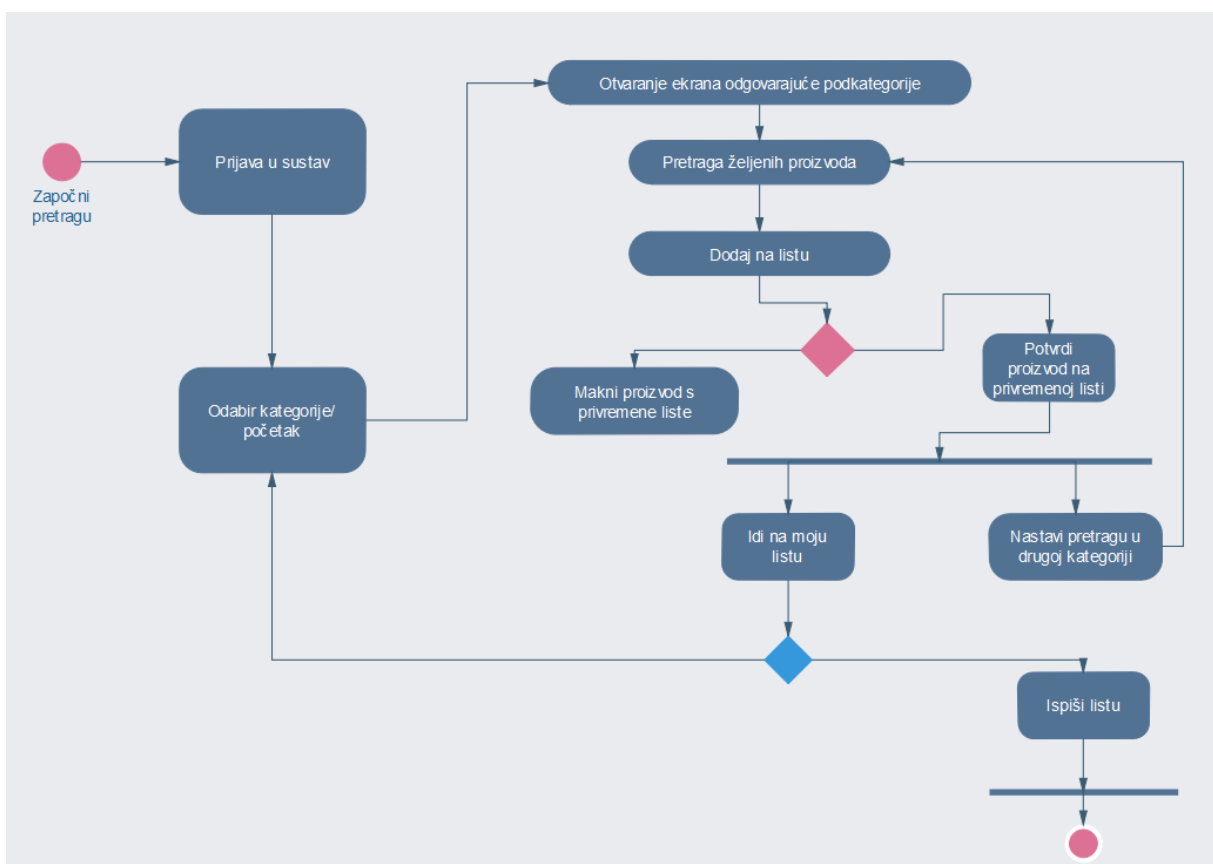 Otvaranje ekrana odgovarajuće podkategorije
Prijava u sustav
Pretraga željenih proizvoda
Započni
pretragu
Dodaj na listu
Potvrdi
proizvod na
privremenoj listi
Makni proizvod s
privremene liste
Odabir kategorije/
početak
Idi na moju
listu
Nastavi pretragu u
drugoj kategoriji
Ispiši listu